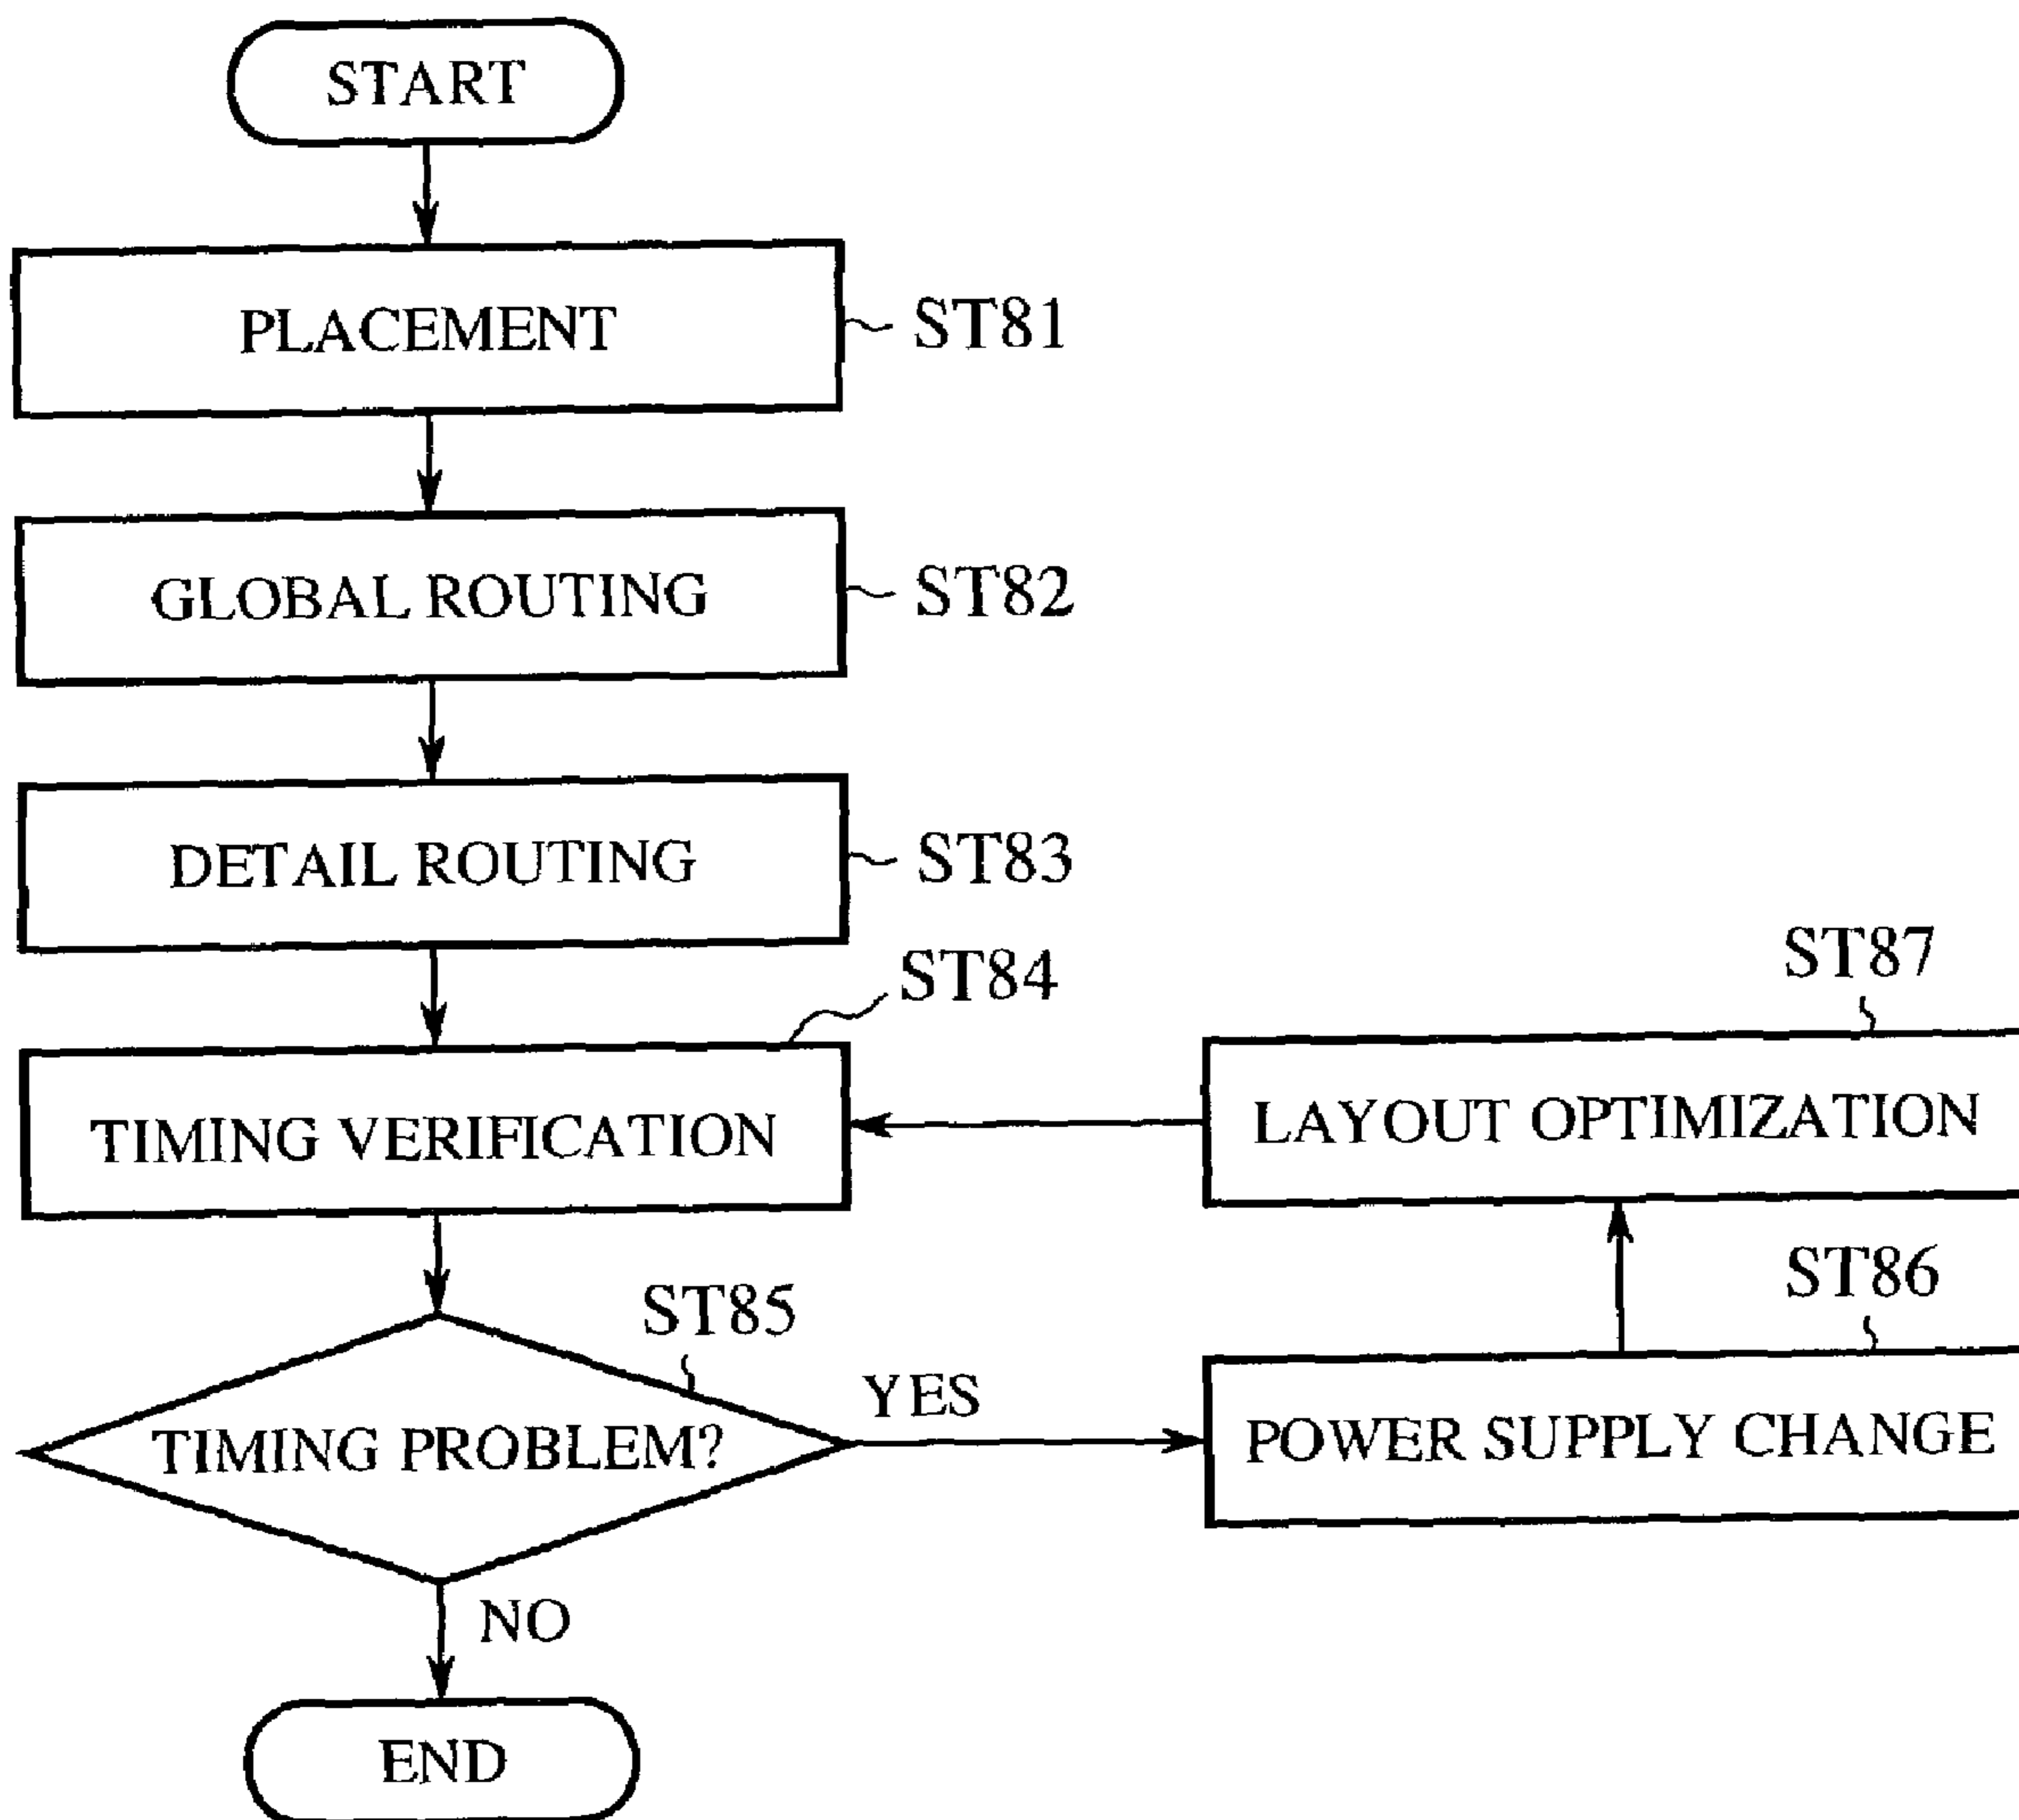 START
PLACEMENT
ST81
GLOBAL ROUTING
ST82
DETAIL ROUTING
ST83
ST84
TIMING VERIFICATION
ST87
LAYOUT OPTIMIZATION
ST85
TIMING PROBLEM?
YES
ST86
POWER SUPPLY CHANGE
NO
END